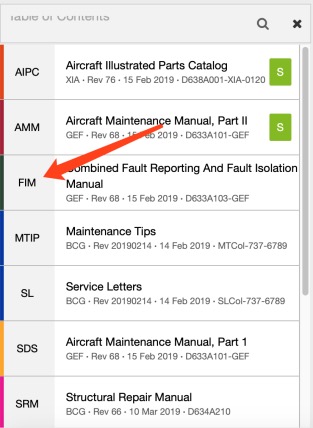 Table of Contents
AIPC
Aircraft Illustrated Parts Catalog
XIA • Rev 76 • 15 Feb 2019 • D638A001-XIA-0120
S
AMM
Aircraft Maintenance Manual, Part II
GEF • Rev 68 • 15 Feb 2019 • D633A101-GEF
S
FIM
Combined Fault Reporting And Fault Isolation
Manual
GEF • Rev 68 • 15 Feb 2019 • D633A103-GEF
MTIP
Maintenance Tips
BCG • Rev 20190214 • 14 Feb 2019 • MTCol-737-6789
SL
Service Letters
BCG • Rev 20190214 • 14 Feb 2019 • SLCol-737-6789
SDS
Aircraft Maintenance Manual, Part 1
GEF • Rev 68 • 15 Feb 2019 • D633A101-GEF
SRM
Structural Repair Manual
BCG • Rev 66 • 10 Mar 2019 • D634A210